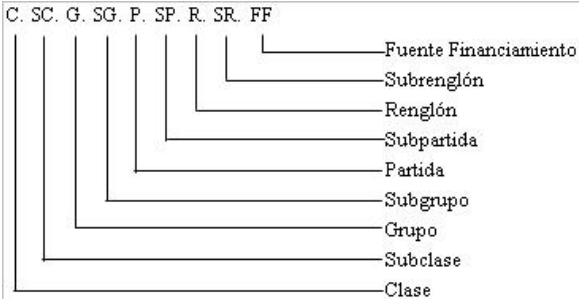 C. SC. G. SG. P. SP. R. SR. FF
Fuente Financiamiento
Subrenglón
Renglón
Subpartida
Partida
Subgrupo
Grupo
Subclase
Clase